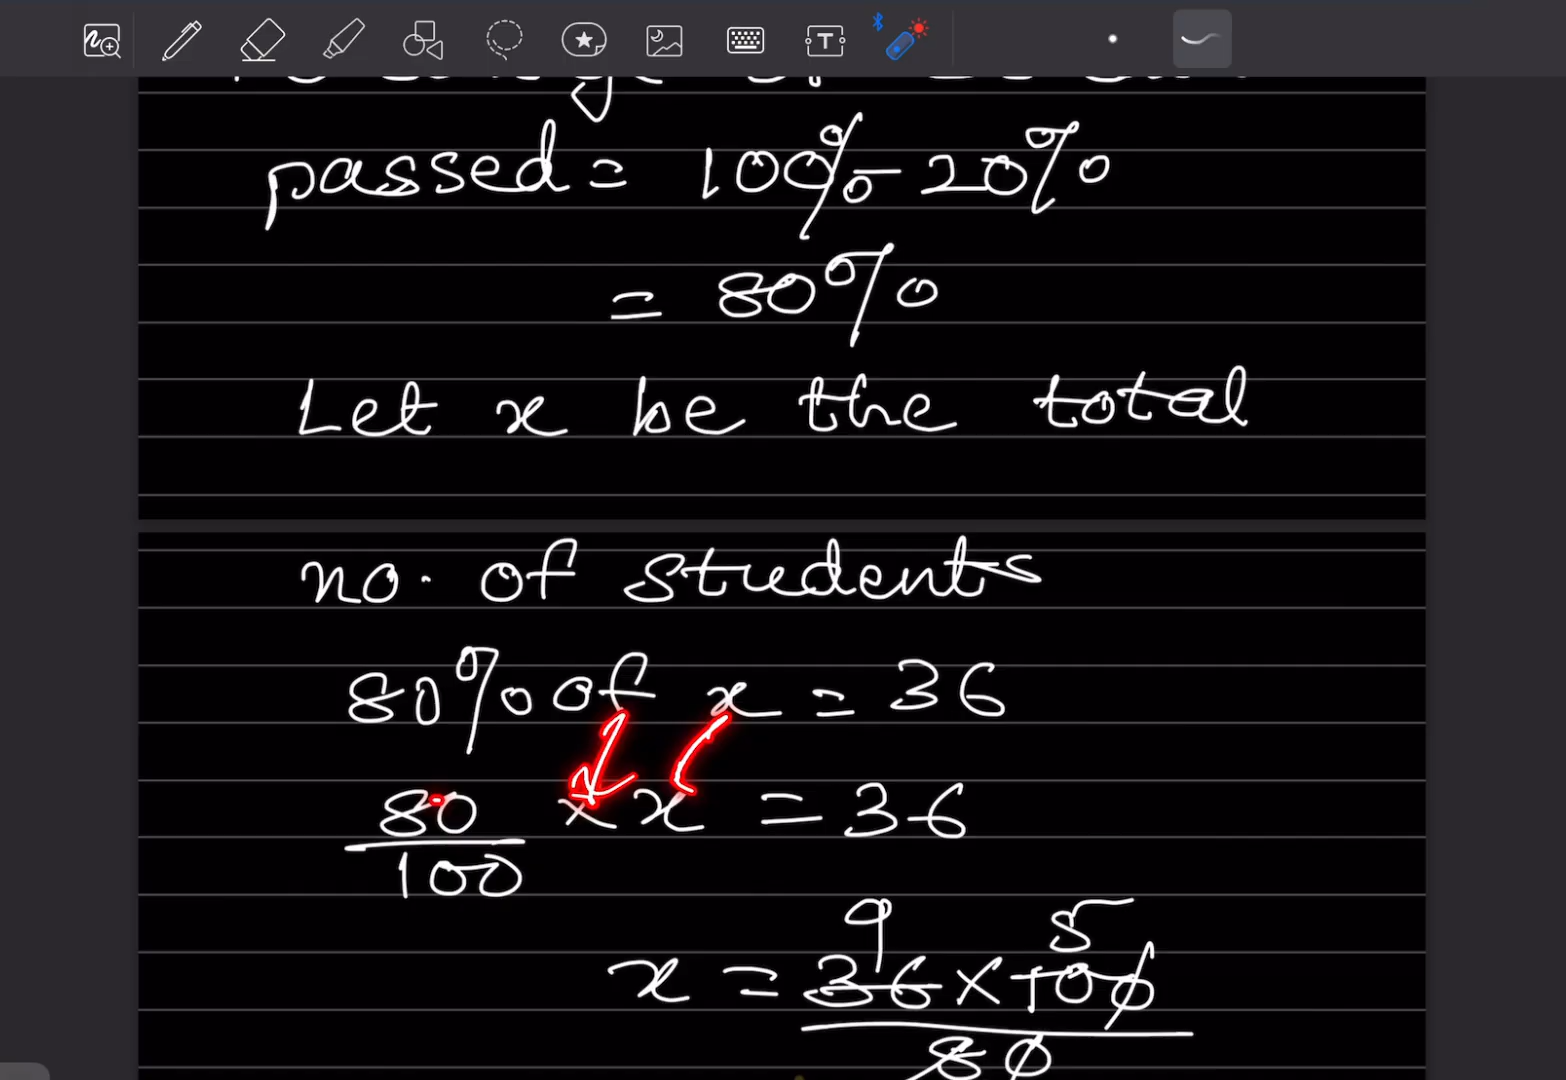 passed = 100% - 20%
= 80%
Let x be the total
no. of students
80% of x = 36
80/100 × x = 36
9 5
x = 36 × 100
80